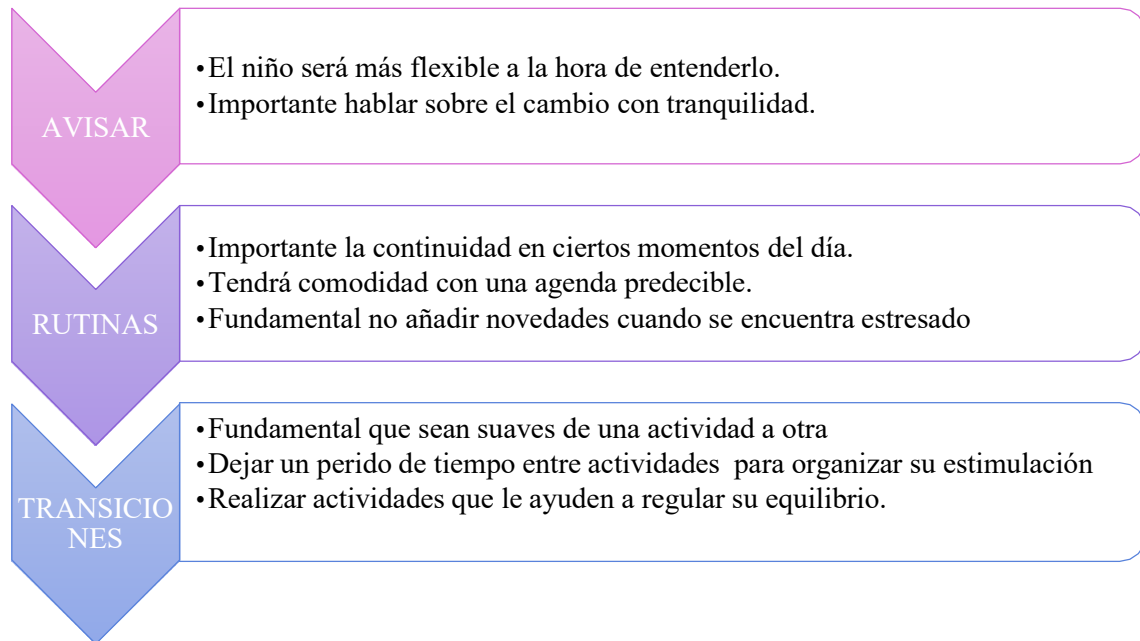 AVISAR
•El niño será más flexible a la hora de entenderlo.
•Importante hablar sobre el cambio con tranquilidad.
RUTINAS
•Importante la continuidad en ciertos momentos del día.
•Tendrá comodidad con una agenda predecible.
•Fundamental no añadir novedades cuando se encuentra estresado
TRANSICIO
NES
•Fundamental que sean suaves de una actividad a otra
•Dejar un perido de tiempo entre actividades  para organizar su estimulación
•Realizar actividades que le ayuden a regular su equilibrio.